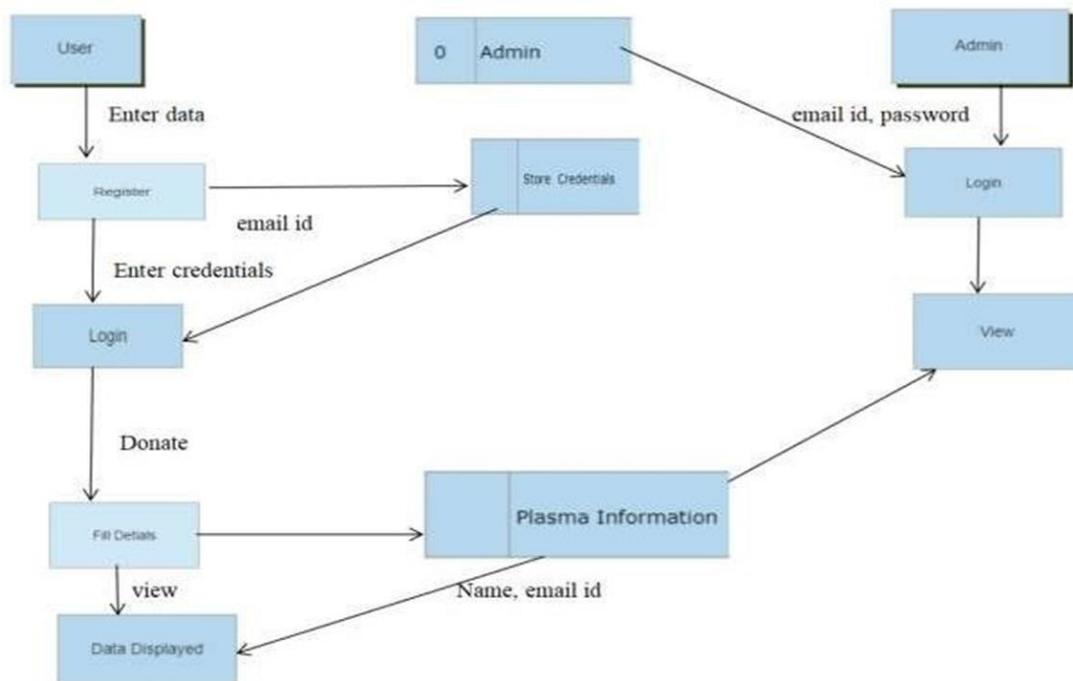 User
0 Admin
Admin
Enter data
email id, password
Register
Store Credentials
Login
email id
Enter credentials
Login
View
Donate
Fill Detials
Plasma Information
view
Name, email id
Data Displayed